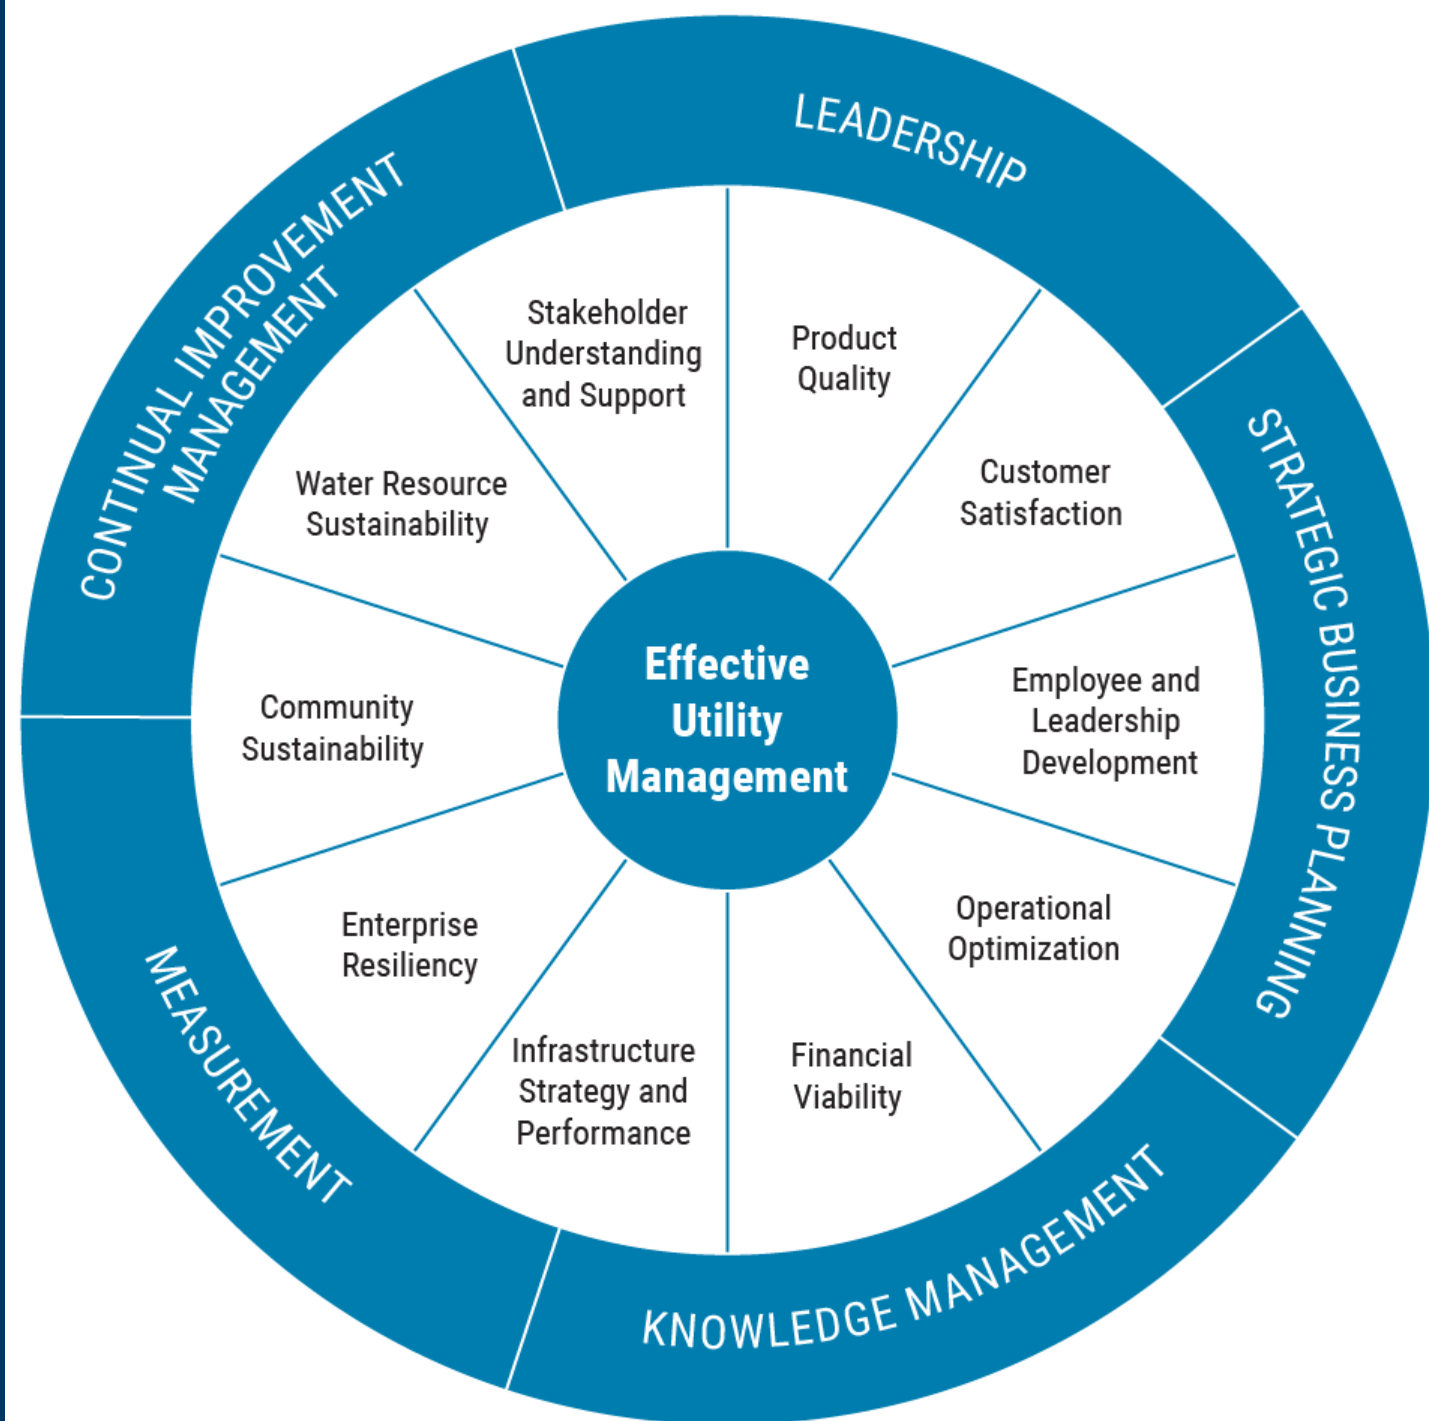 LEADERSHIP
STRATEGIC BUSINESS PLANNING
KNOWLEDGE MANAGEMENT
MEASUREMENT
CONTINUAL IMPROVEMENT
MANAGEMENT
Product
Quality
Customer
Satisfaction
Employee and
Leadership
Development
Operational
Optimization
Financial
Viability
Infrastructure
Strategy and
Performance
Enterprise
Resiliency
Community
Sustainability
Water Resource
Sustainability
Stakeholder
Understanding
and Support
Effective
Utility
Management